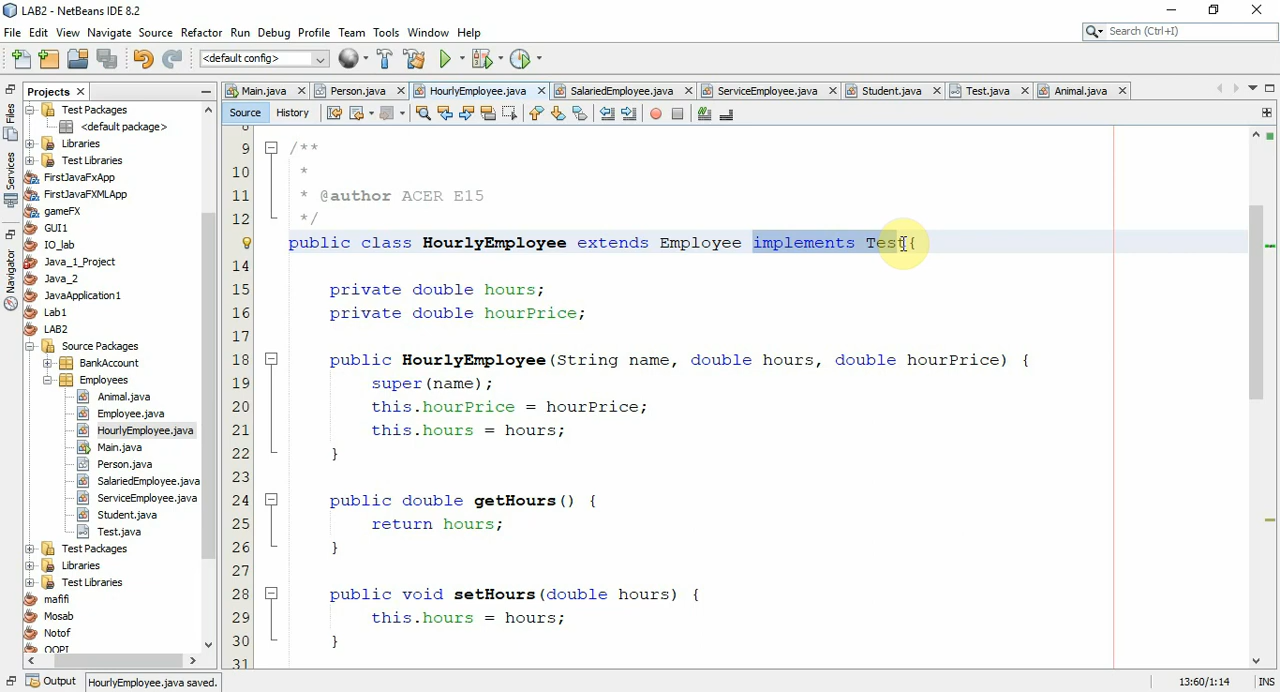 LAB2 - NetBeans IDE 8.2
File Edit View Navigate Source Refactor Run Debug Profile Team Tools Window Help
Search (Ctrl+I)
<default config>
Projects
Main.java Person.java HourlyEmployee.java SalariedEmployee.java ServiceEmployee.java Student.java Test.java Animal.java
Source History
Files
Services
Navigator
Test Packages
<default package>
Libraries
Test Libraries
FirstJavaFxApp
FirstJavaFXMLApp
gameFX
GUI1
IO_lab
Java_1_Project
Java_2
JavaApplication1
Lab1
LAB2
Source Packages
BankAccount
Employees
Animal.java
Employee.java
HourlyEmployee.java
Main.java
Person.java
SalariedEmployee.java
ServiceEmployee.java
Student.java
Test.java
Test Packages
Libraries
Test Libraries
mafifi
Mosab
Notof
OOPI
8
9 /**
10 *
11 * @author ACER E15
12 */
public class HourlyEmployee extends Employee implements Test{
14
15 private double hours;
16 private double hourPrice;
17
18 public HourlyEmployee(String name, double hours, double hourPrice) {
19 super(name);
20 this.hourPrice = hourPrice;
21 this.hours = hours;
22 }
23
24 public double getHours() {
25 return hours;
26 }
27
28 public void setHours(double hours) {
29 this.hours = hours;
30 }
31
Output HourlyEmployee.java saved. 13:60/1:14 INS